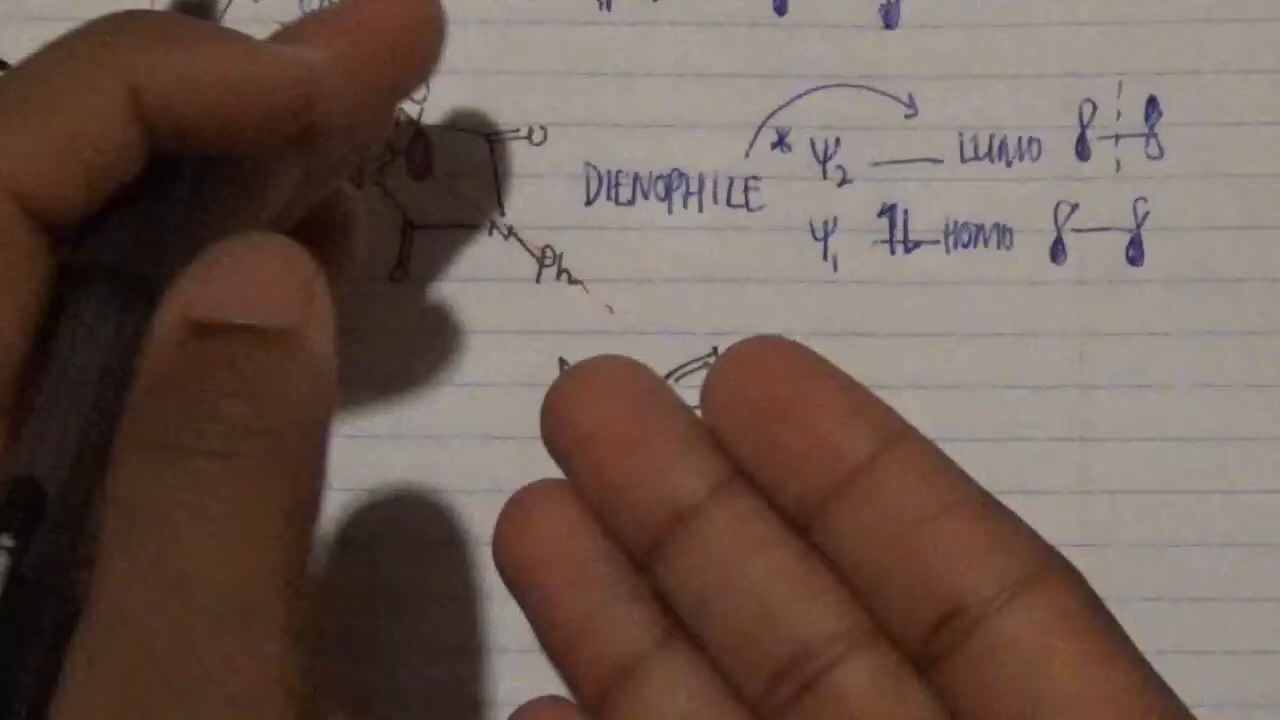 O
DIENOPHILE
* Ψ2 LUMO
Ψ1 HOMO
N
Ph
O